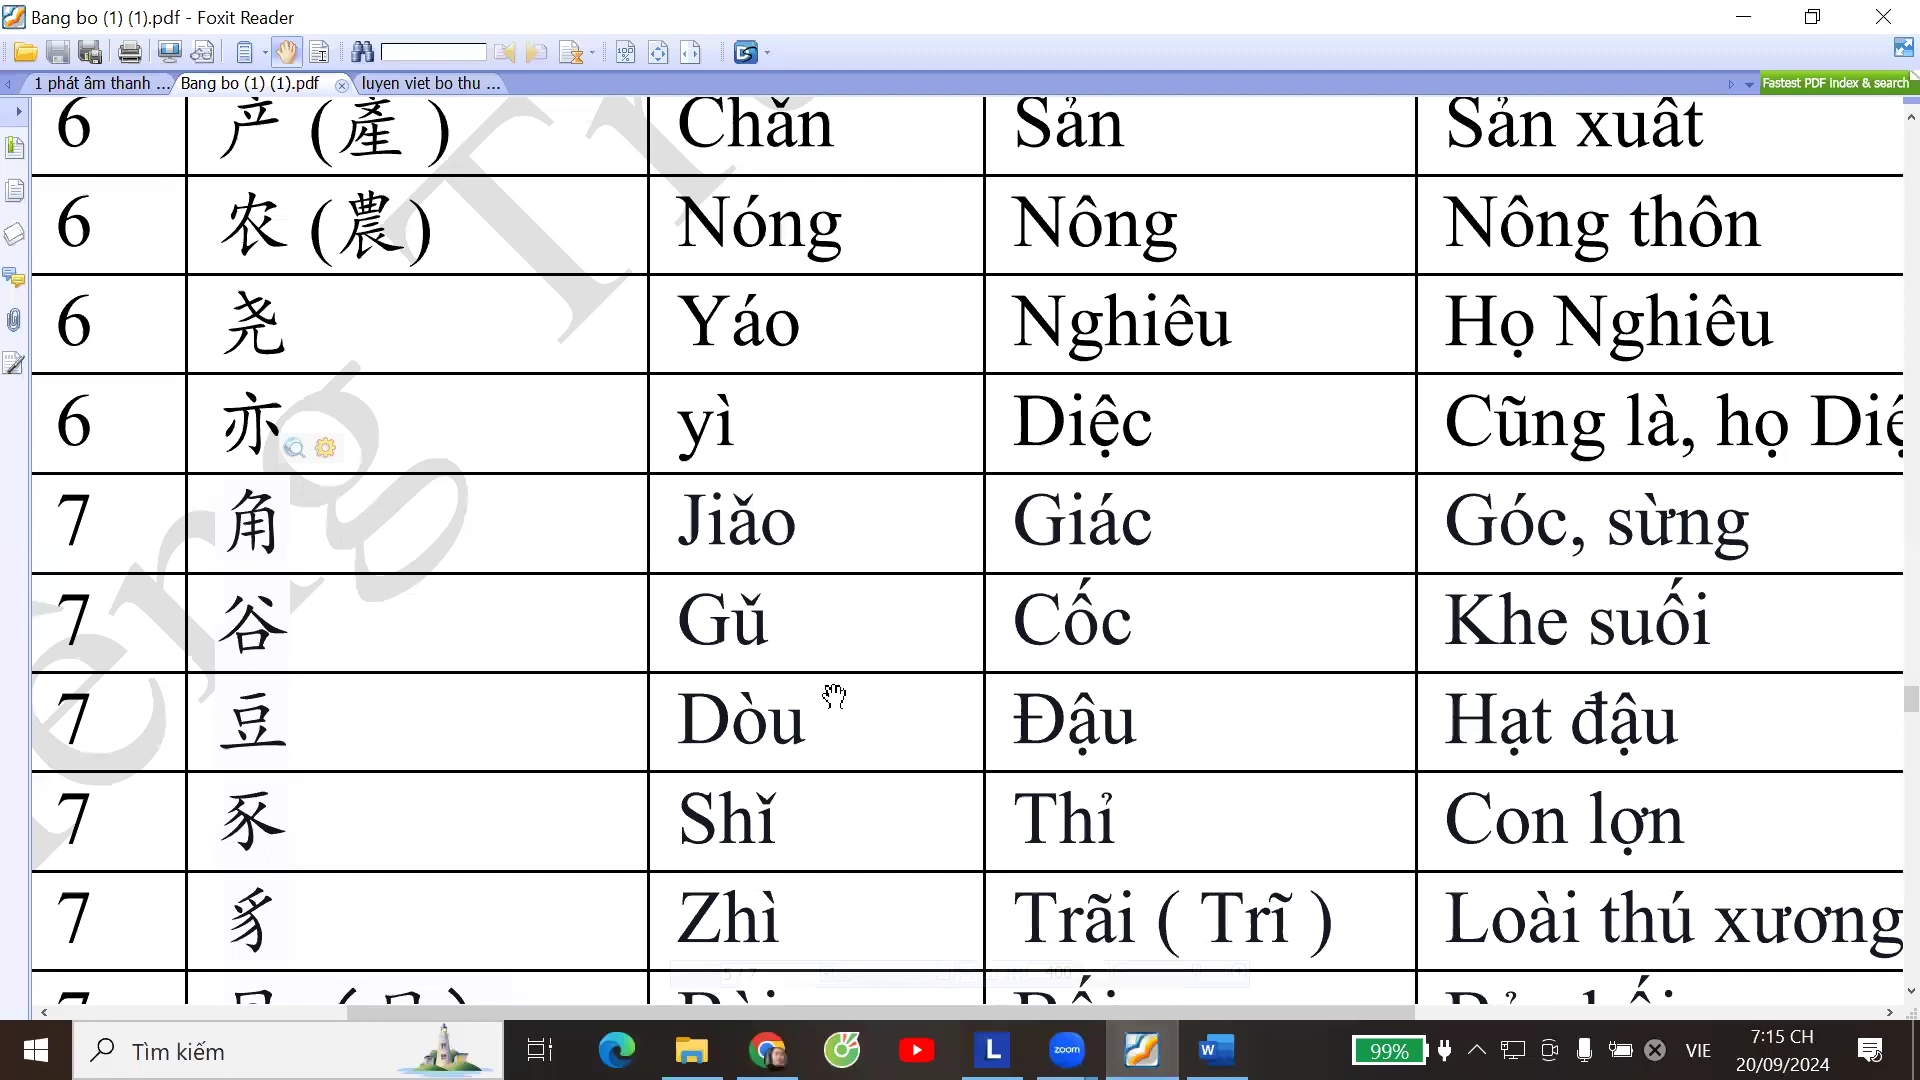 Bang bo (1) (1).pdf - Foxit Reader
1 phát âm thanh ... Bang bo (1) (1).pdf luyen viet bo thu ... Fastest PDF index & search
6 产 (產 ) Chǎn Sản Sản xuất
6 农 (農) Nóng Nông Nông thôn
6 尧 Yáo Nghiêu Họ Nghiêu
6 亦 yì Diệc Cũng là, họ Diệ
7 角 Jiǎo Giác Góc, sừng
7 谷 Gǔ Cốc Khe suối
7 豆 Dòu Đậu Hạt đậu
7 豕 Shǐ Thỉ Con lợn
7 豸 Zhì Trãi ( Trĩ ) Loài thú xương
Tìm kiếm
L zoom W 99% VIE 7:15 CH
20/09/2024